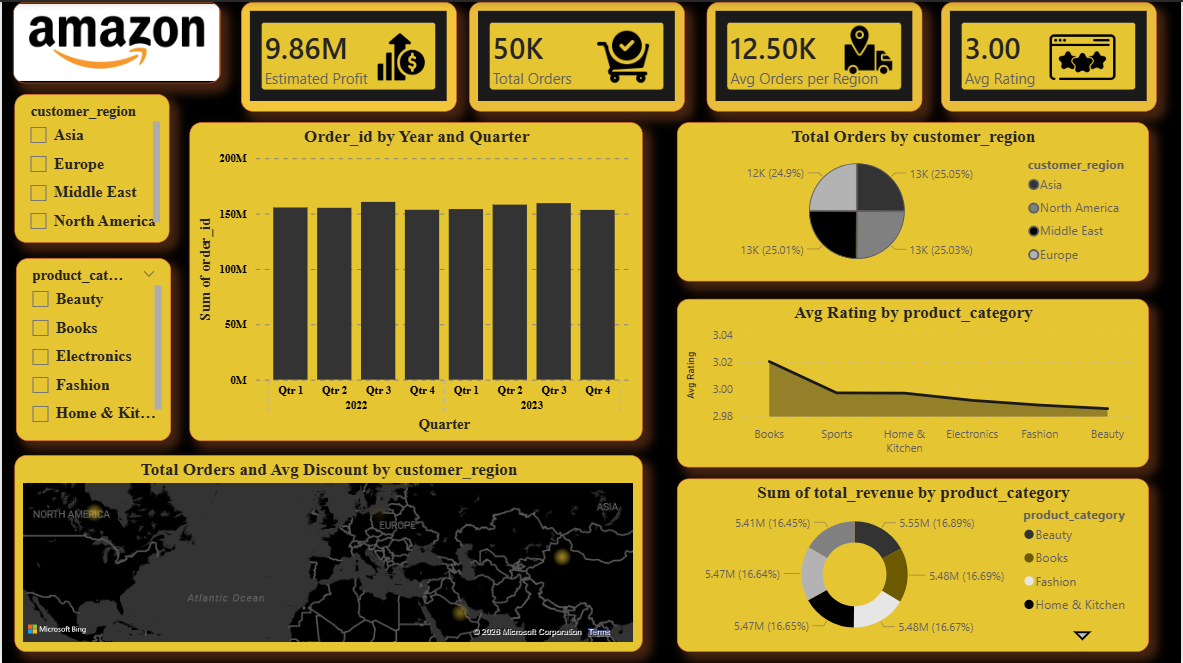 amazon
9.86M
Estimated Profit
50K
Total Orders
12.50K
Avg Orders per Region
3.00
Avg Rating
customer_region
Asia
Europe
Middle East
North America
product_cat…
Beauty
Books
Electronics
Fashion
Home & Kit…
Order_id by Year and Quarter
Sum of order_id
200M
150M
100M
50M
0M
Qtr 1 Qtr 2 Qtr 3 Qtr 4 Qtr 1 Qtr 2 Qtr 3 Qtr 4
2022 2023
Quarter
Total Orders by customer_region
12K (24.9%) 13K (25.05%)
13K (25.01%) 13K (25.03%)
customer_region
Asia
North America
Middle East
Europe
Avg Rating by product_category
Avg Rating
3.04
3.02
3.00
2.98
Books Sports Home & Electronics Fashion Beauty
Kitchen
Total Orders and Avg Discount by customer_region
NORTH AMERICA
EUROPE
ASIA
Atlantic Ocean
Microsoft Bing
© 2026 Microsoft Corporation Terms
Sum of total_revenue by product_category
5.41M (16.45%) 5.55M (16.89%)
5.47M (16.64%) 5.48M (16.69%)
5.47M (16.65%) 5.48M (16.67%)
product_category
Beauty
Books
Fashion
Home & Kitchen